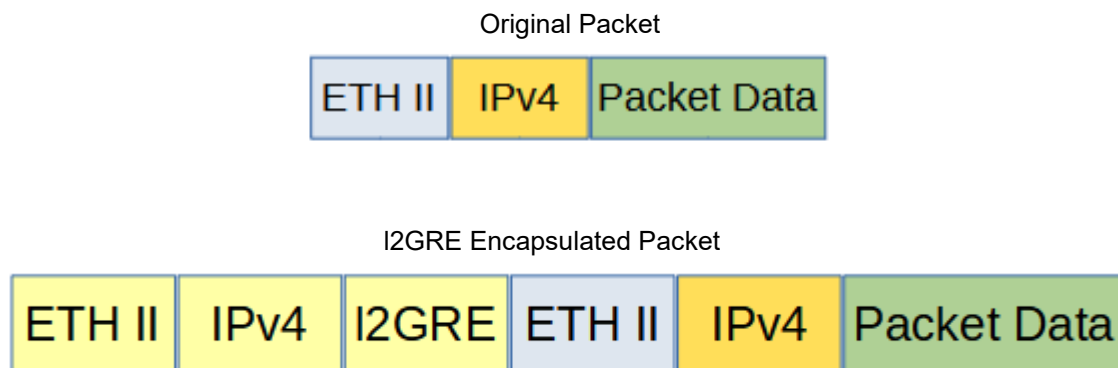 Original Packet
ETH II IPv4 Packet Data
l2GRE Encapsulated Packet
ETH II IPv4 l2GRE ETH II IPv4 Packet Data